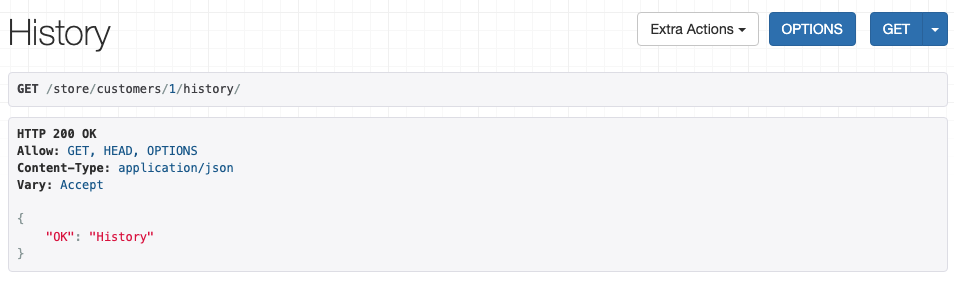 History
Extra Actions
OPTIONS
GET
GET /store/customers/1/history/
HTTP 200 OK
Allow: GET, HEAD, OPTIONS
Content-Type: application/json
Vary: Accept
{
    "OK": "History"
}